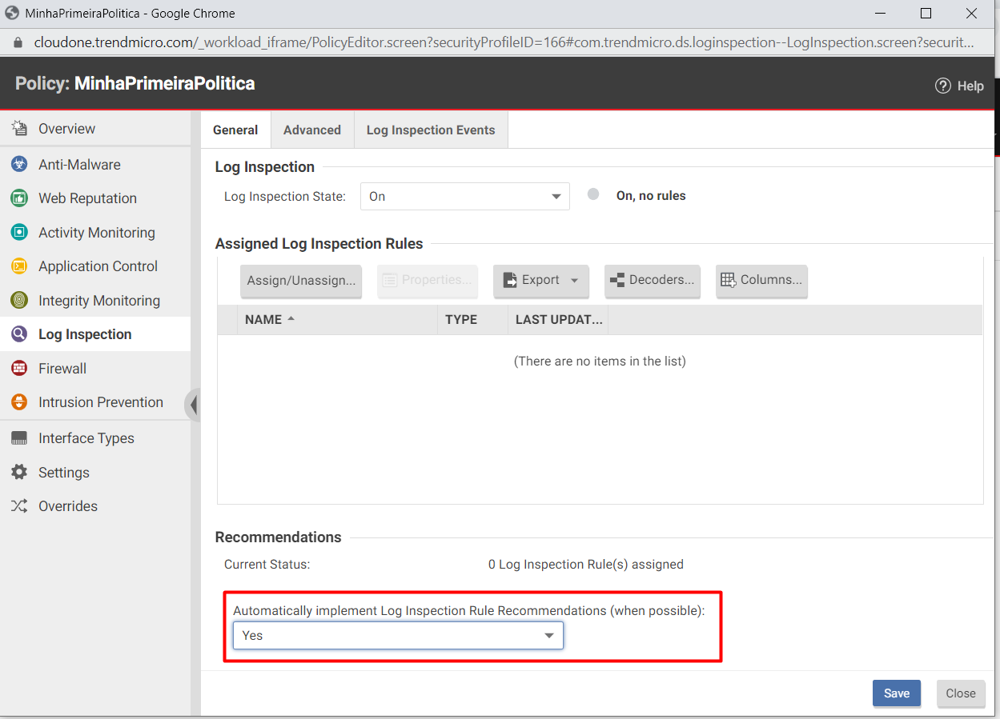 MinhaPrimeiraPolitica - Google Chrome
cloudone.trendmicro.com/_workload_iframe/PolicyEditor.screen?securityProfileID=166#com.trendmicro.ds.loginspection--LogInspection.screen?securit...
Policy: MinhaPrimeiraPolitica
Help
Overview
Anti-Malware
Web Reputation
Activity Monitoring
Application Control
Integrity Monitoring
Log Inspection
Firewall
Intrusion Prevention
Interface Types
Settings
Overrides
General Advanced Log Inspection Events
Log Inspection
Log Inspection State: On On, no rules
Assigned Log Inspection Rules
Assign/Unassign... Properties... Export Decoders... Columns...
NAME TYPE LAST UPDAT...
(There are no items in the list)
Recommendations
Current Status: 0 Log Inspection Rule(s) assigned
Automatically implement Log Inspection Rule Recommendations (when possible):
Yes
Save Close